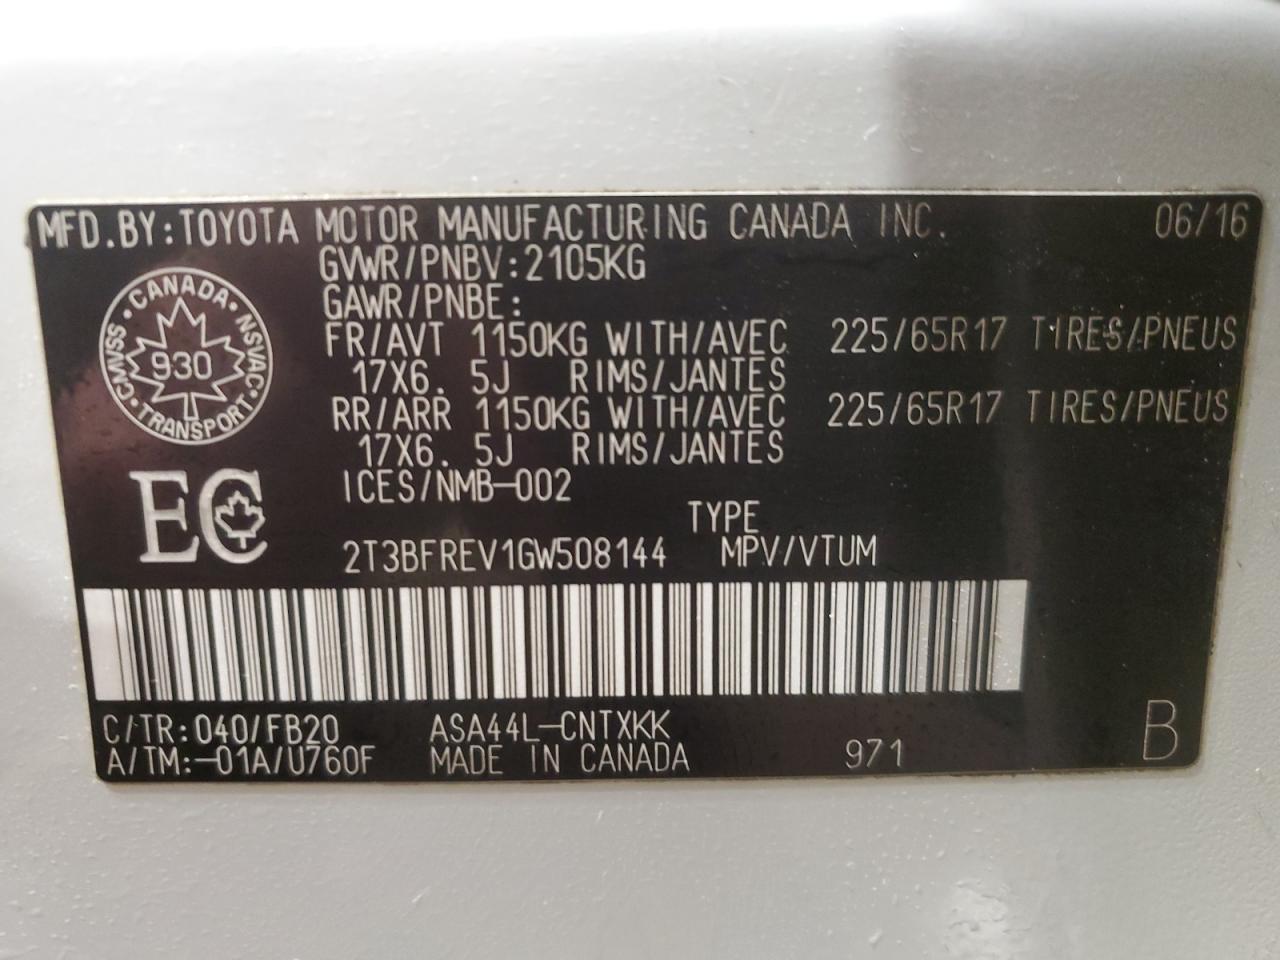 MFD.BY:TOYOTA MOTOR MANUFACTURING CANADA INC. 06/16
GVWR/PNBV:2105KG
GAWR/PNBE:
FR/AVT 1150KG WITH/AVEC 225/65R17 TIRES/PNEUS
17X6. 5J RIMS/JANTES
RR/ARR 1150KG WITH/AVEC 225/65R17 TIRES/PNEUS
17X6. 5J RIMS/JANTES
ICES/NMB-002
CANADA
CMVSS NSVAC
930
TRANSPORT
EC
TYPE
2T3BFREV1GW508144 MPV/VTUM
C/TR:040/FB20 ASA44L-CNTXKK
A/TM:-01A/U760F MADE IN CANADA 971 B